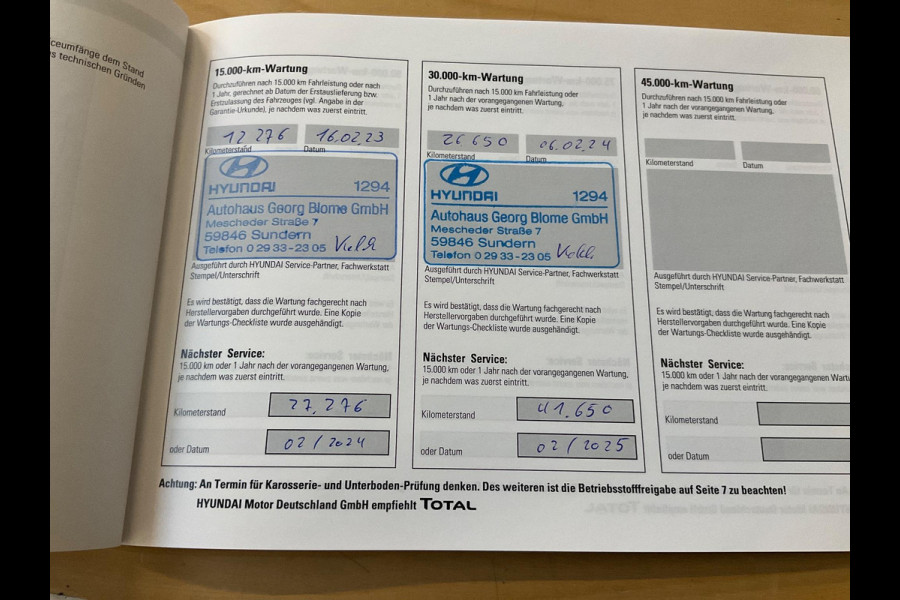 ceumfänge dem Stand
s technischen Gründen
15.000-km-Wartung
Durchzuführen nach 15.000 km Fahrleistung oder nach
1 Jahr, gerechnet ab Datum der Erstauslieferung bzw.
Erstzulassung des Fahrzeuges (vgl. Angabe in der
Garantie-Urkunde), je nachdem was zuerst eintritt.
12 276 16.02.23
Kilometerstand Datum
HYUNDAI 1294
Autohaus Georg Blome GmbH
Mescheder Straße 7
59846 Sundern
Telefon 0 29 33-23 05
Ausgeführt durch HYUNDAI Service-Partner, Fachwerkstatt
Stempel/Unterschrift
Es wird bestätigt, dass die Wartung fachgerecht nach
Herstellervorgaben durchgeführt wurde. Eine Kopie
der Wartungs-Checkliste wurde ausgehändigt.
Nächster Service:
15.000 km oder 1 Jahr nach der vorangegangenen Wartung,
je nachdem was zuerst eintritt.
Kilometerstand 27.276
oder Datum 02/2024
30.000-km-Wartung
Durchzuführen nach 15.000 km Fahrleistung oder
1 Jahr nach der vorangegangenen Wartung,
je nachdem was zuerst eintritt.
26 650 06.02.24
Kilometerstand Datum
HYUNDAI 1294
Autohaus Georg Blome GmbH
Mescheder Straße 7
59846 Sundern
Telefon 0 29 33-23 05
Ausgeführt durch HYUNDAI Service-Partner, Fachwerkstatt
Stempel/Unterschrift
Es wird bestätigt, dass die Wartung fachgerecht nach
Herstellervorgaben durchgeführt wurde. Eine Kopie
der Wartungs-Checkliste wurde ausgehändigt.
Nächster Service:
15.000 km oder 1 Jahr nach der vorangegangenen Wartung,
je nachdem was zuerst eintritt.
Kilometerstand 41.650
oder Datum 02/2025
45.000-km-Wartung
Durchzuführen nach 15.000 km Fahrleistung oder
1 Jahr nach der vorangegangenen Wartung,
je nachdem was zuerst eintritt.
Kilometerstand Datum
Ausgeführt durch HYUNDAI Service-Partner, Fachwerkstatt
Stempel/Unterschrift
Es wird bestätigt, dass die Wartung fachgerecht nach
Herstellervorgaben durchgeführt wurde. Eine Kopie
der Wartungs-Checkliste wurde ausgehändigt.
Nächster Service:
15.000 km oder 1 Jahr nach der vorangegangenen Wartu
je nachdem was zuerst eintritt.
Kilometerstand
oder Datum
Achtung: An Termin für Karosserie- und Unterboden-Prüfung denken. Des weiteren ist die Betriebsstofffreigabe auf Seite 7 zu beachten!
HYUNDAI Motor Deutschland GmbH empfiehlt TOTAL